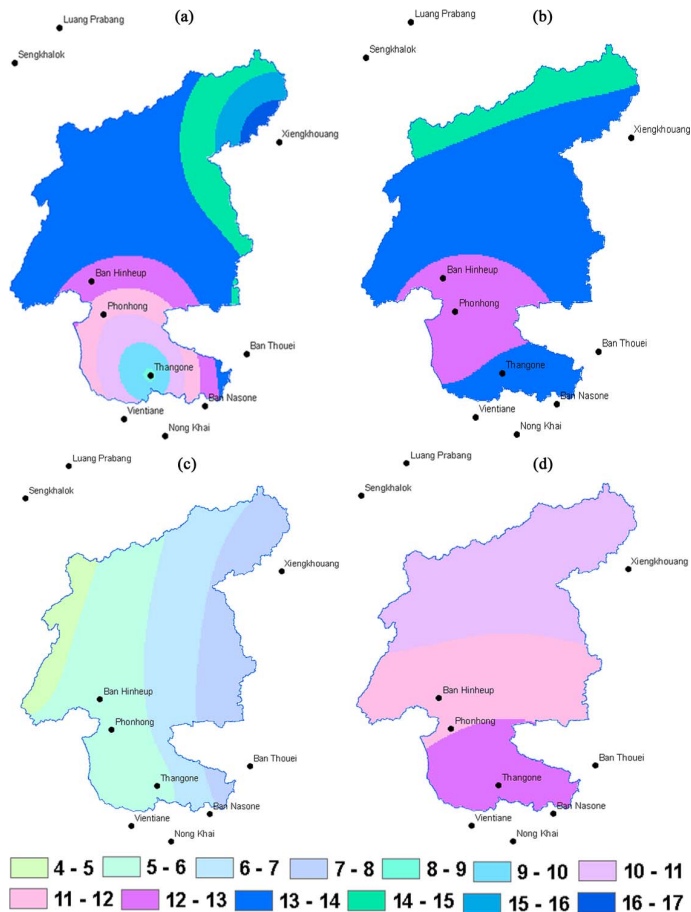 (a)
Luang Prabang
Sengkhalok
Xiengkhouang
Ban Hinheup
Phonhong
Ban Thouei
Thangone
Ban Nasone
Vientiane
Nong Khai
(b)
Luang Prabang
Sengkhalok
Xiengkhouang
Ban Hinheup
Phonhong
Ban Thouei
Thangone
Ban Nasone
Vientiane
Nong Khai
(c)
Luang Prabang
Sengkhalok
Xiengkhouang
Ban Hinheup
Phonhong
Ban Thouei
Thangone
Ban Nasone
Vientiane
Nong Khai
(d)
Luang Prabang
Sengkhalok
Xiengkhouang
Ban Hinheup
Phonhong
Ban Thouei
Thangone
Ban Nasone
Vientiane
Nong Khai
4 - 5 5 - 6 6 - 7 7 - 8 8 - 9 9 - 10 10 - 11
11 - 12 12 - 13 13 - 14 14 - 15 15 - 16 16 - 17